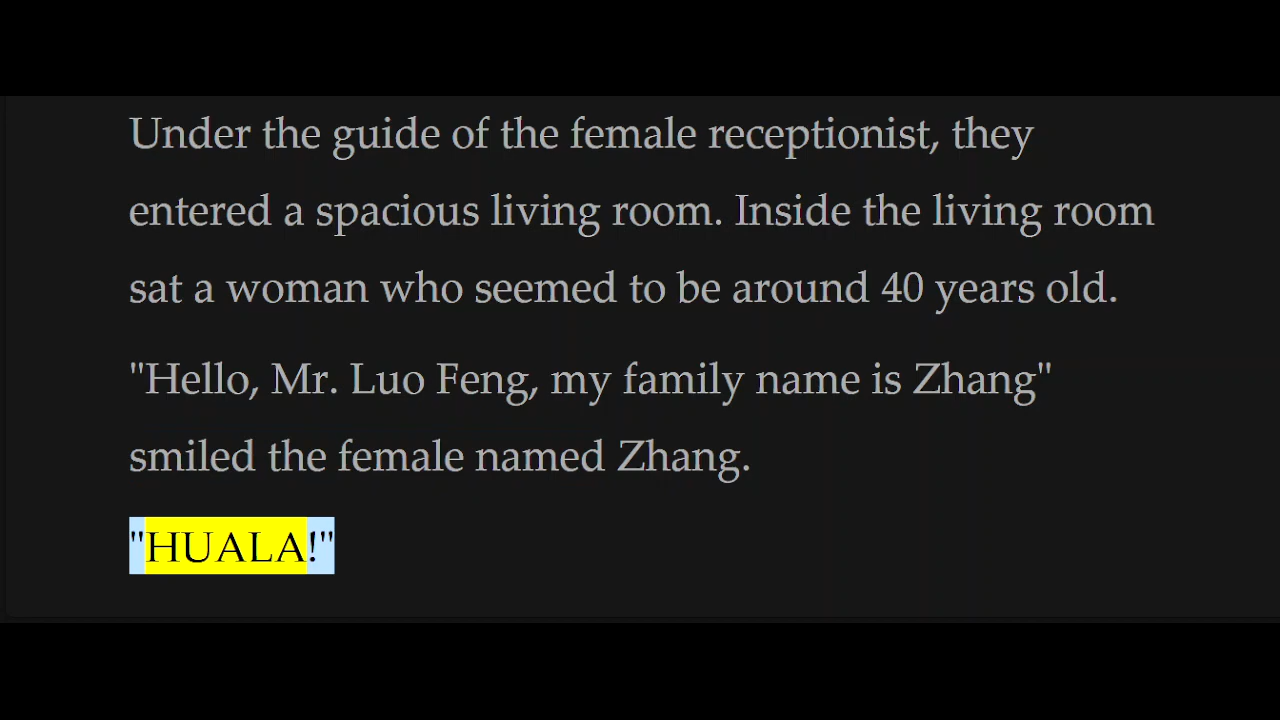 Under the guide of the female receptionist, they
entered a spacious living room. Inside the living room
sat a woman who seemed to be around 40 years old.
"Hello, Mr. Luo Feng, my family name is Zhang"
smiled the female named Zhang.
"HUALA!"